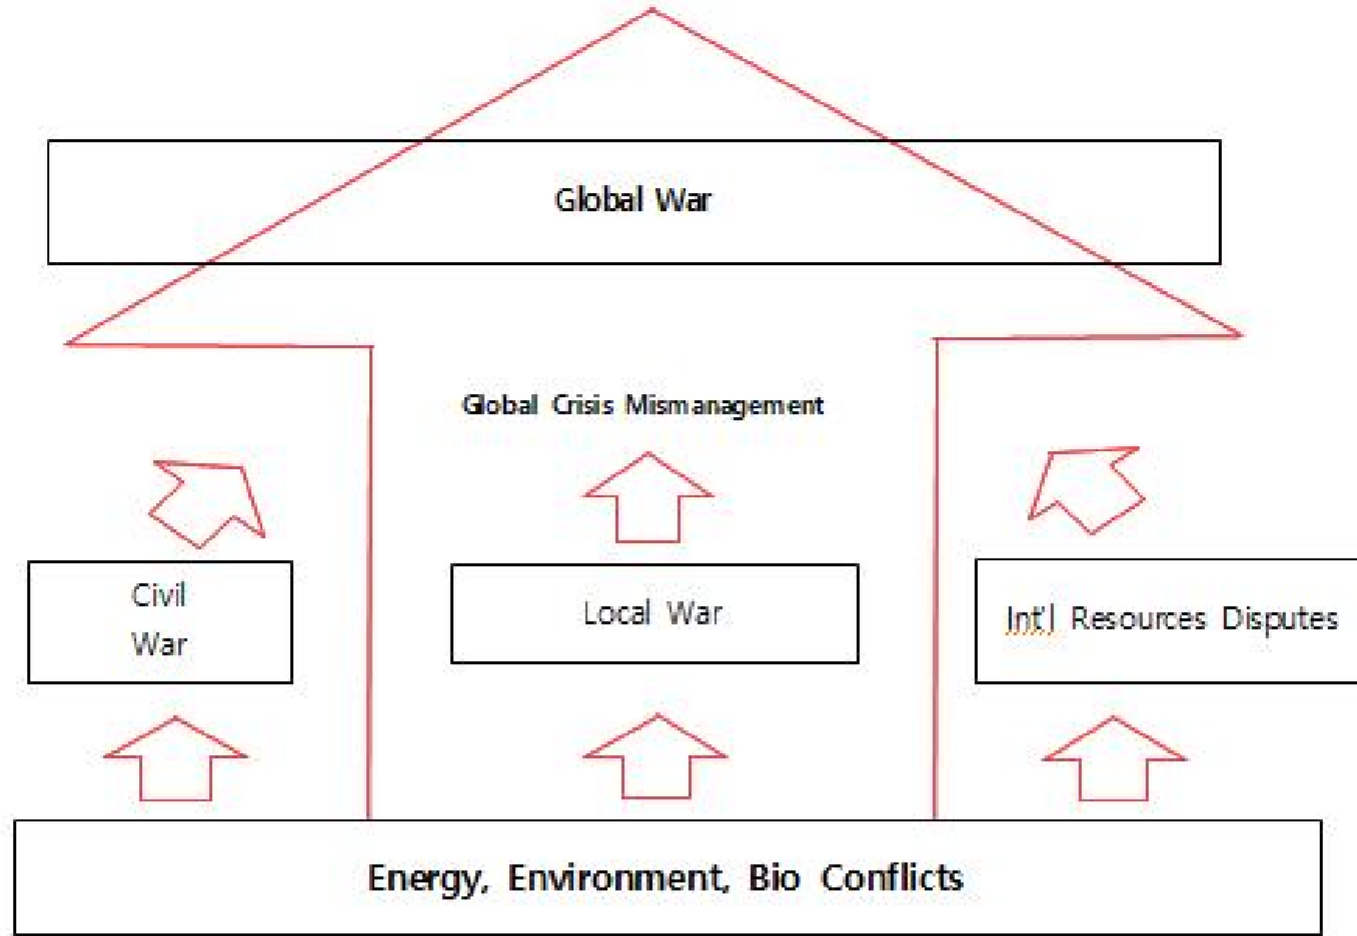 Global War
Global Crisis Mismanagement
Civil
War
Local War
Int'l Resources Disputes
Energy, Environment, Bio Conflicts